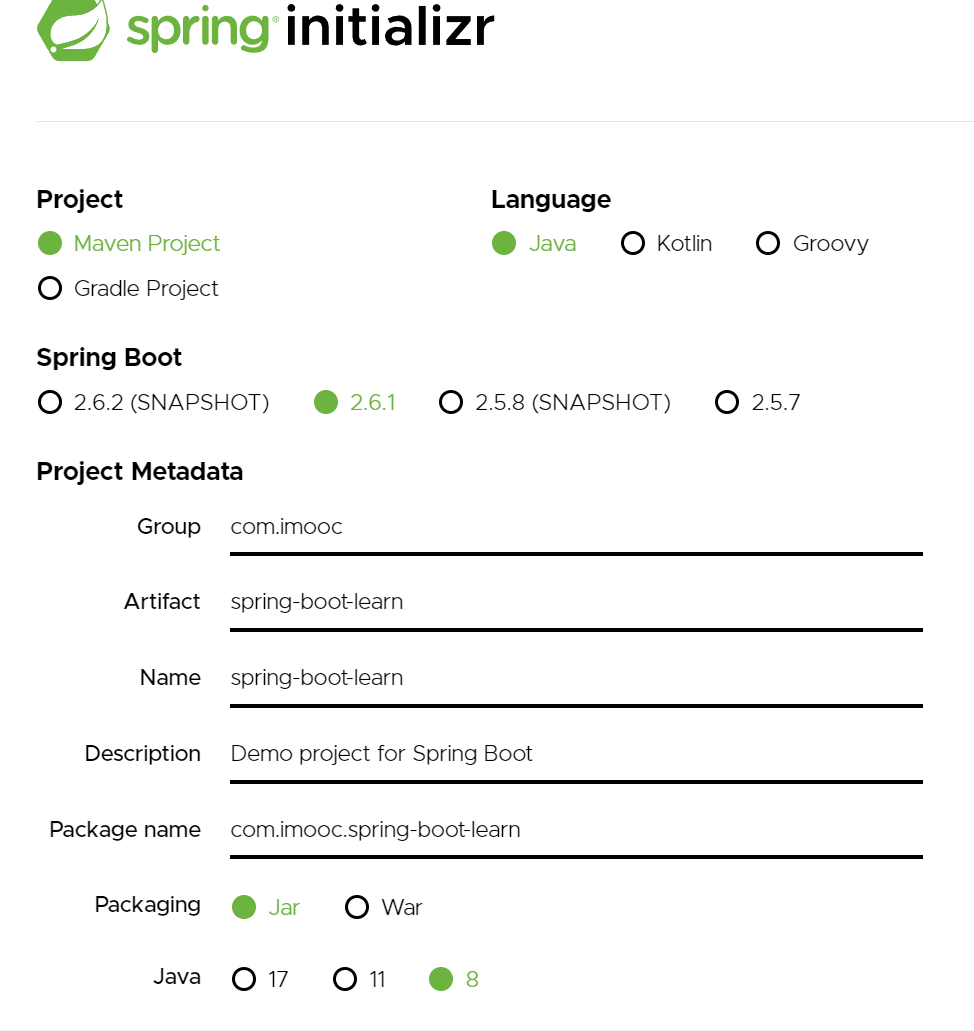 spring initializr
Project
Language
Maven Project
Java
Kotlin
Groovy
Gradle Project
Spring Boot
2.6.2 (SNAPSHOT)
2.6.1
2.5.8 (SNAPSHOT)
2.5.7
Project Metadata
Group com.imooc
Artifact spring-boot-learn
Name spring-boot-learn
Description Demo project for Spring Boot
Package name com.imooc.spring-boot-learn
Packaging Jar War
Java 17 11 8